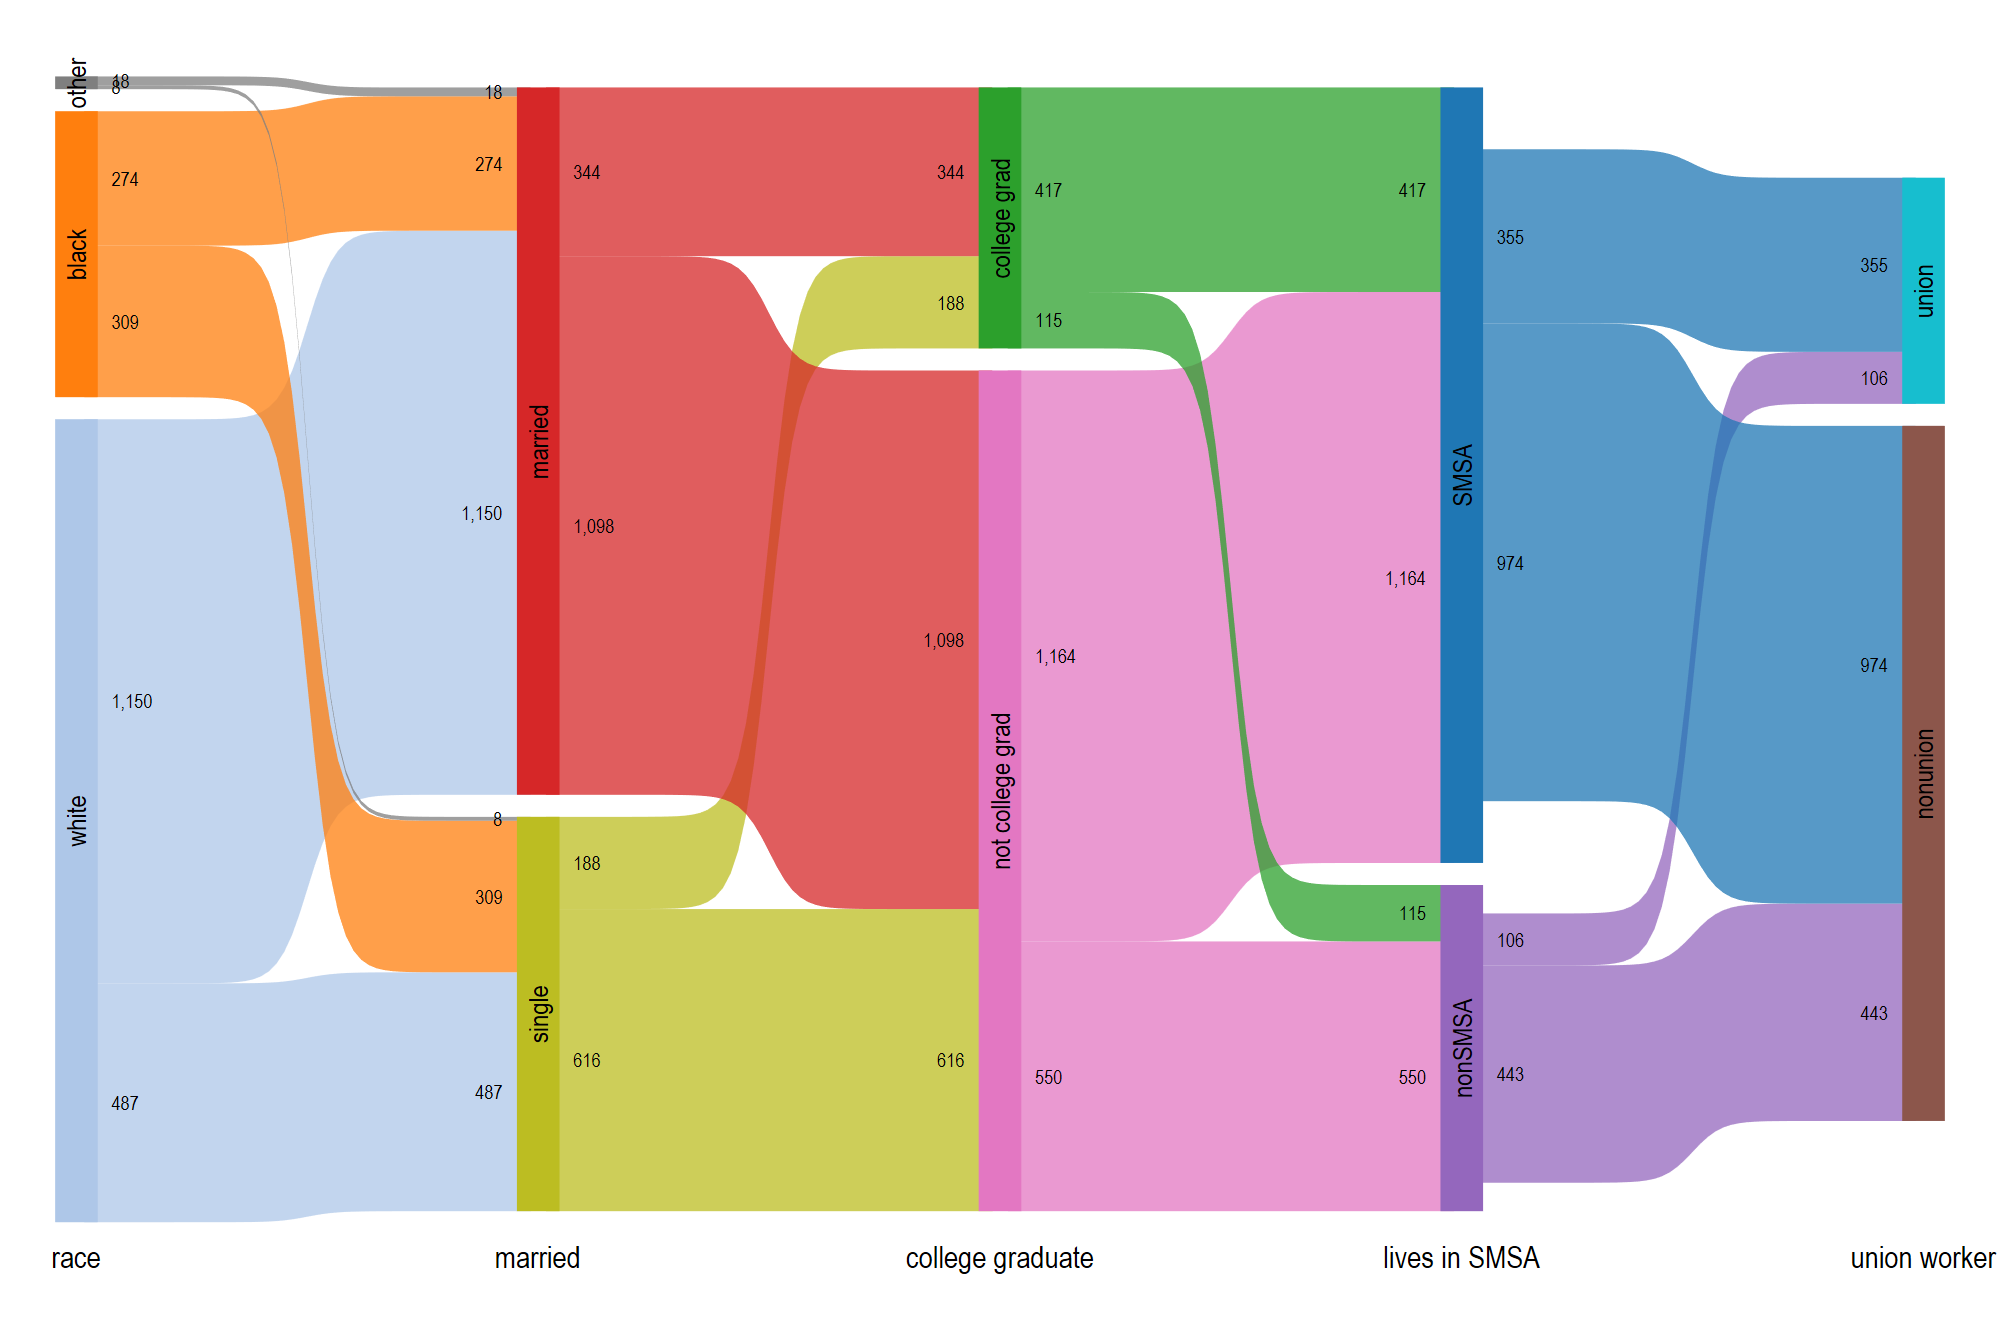 other
18
8
black
274
309
white
1,150
487
18
274
1,150
8
309
487
married
344
1,098
single
188
616
344
188
1,098
616
college grad
417
115
not college grad
1,164
550
417
1,164
115
550
SMSA
355
974
nonSMSA
106
443
355
106
974
443
union
nonunion
race
married
college graduate
lives in SMSA
union worker